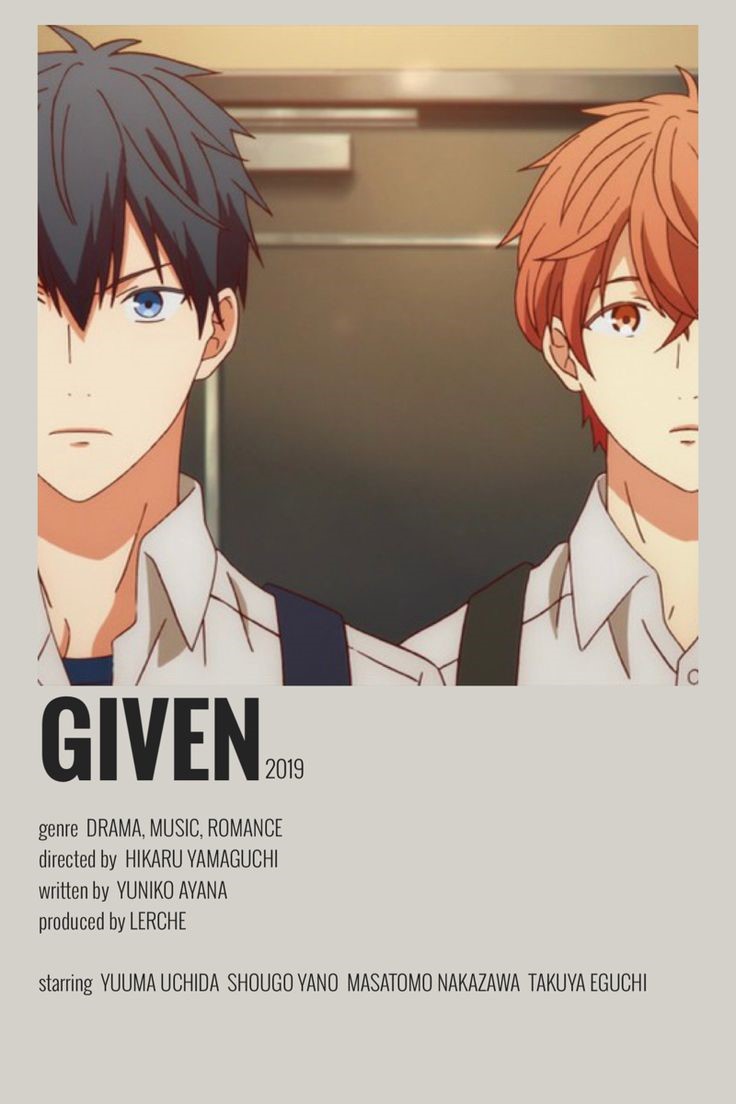 GIVEN 2019
genre DRAMA, MUSIC, ROMANCE
directed by HIKARU YAMAGUCHI
written by YUNIKO AYANA
produced by LERCHE
starring YUUMA UCHIDA SHOUGO YANO MASATOMO NAKAZAWA TAKUYA EGUCHI